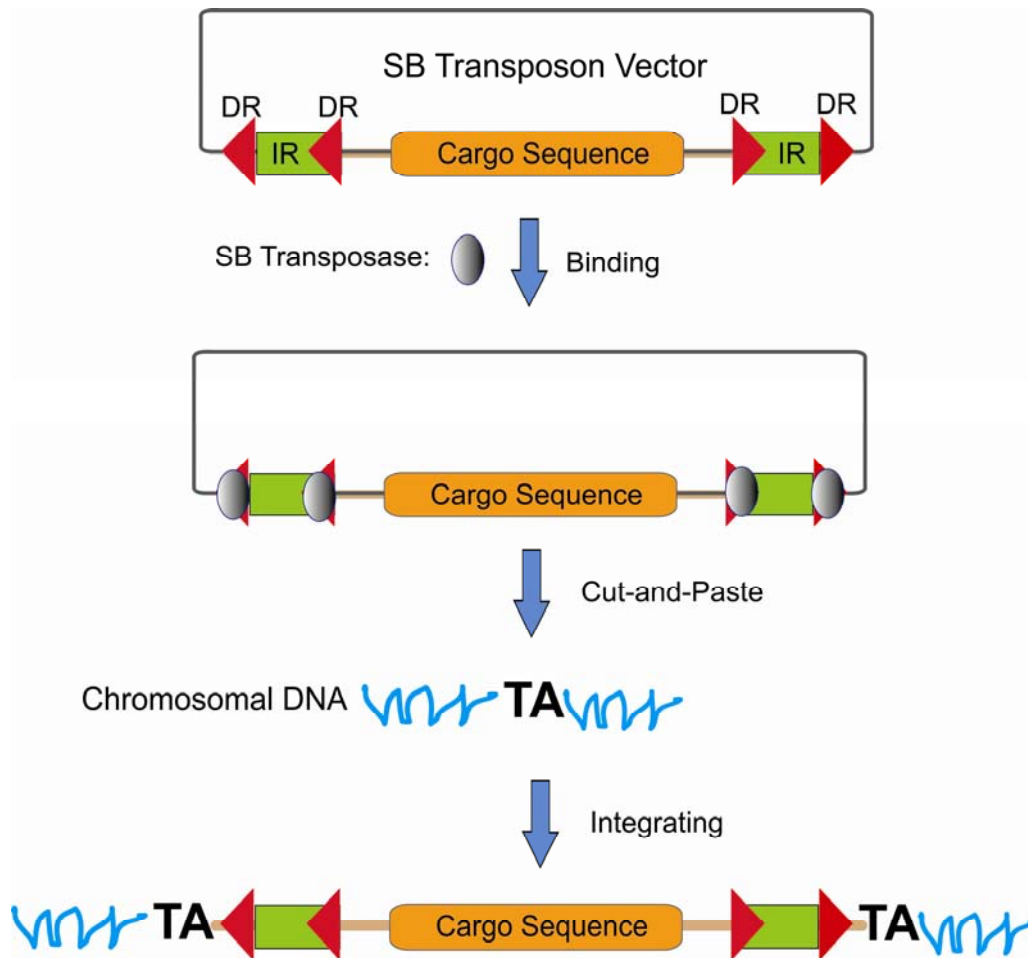 SB Transposon Vector
DR DR DR DR
IR Cargo Sequence IR
SB Transposase: Binding
Cargo Sequence
Cut-and-Paste
Chromosomal DNA TA
Integrating
TA Cargo Sequence TA